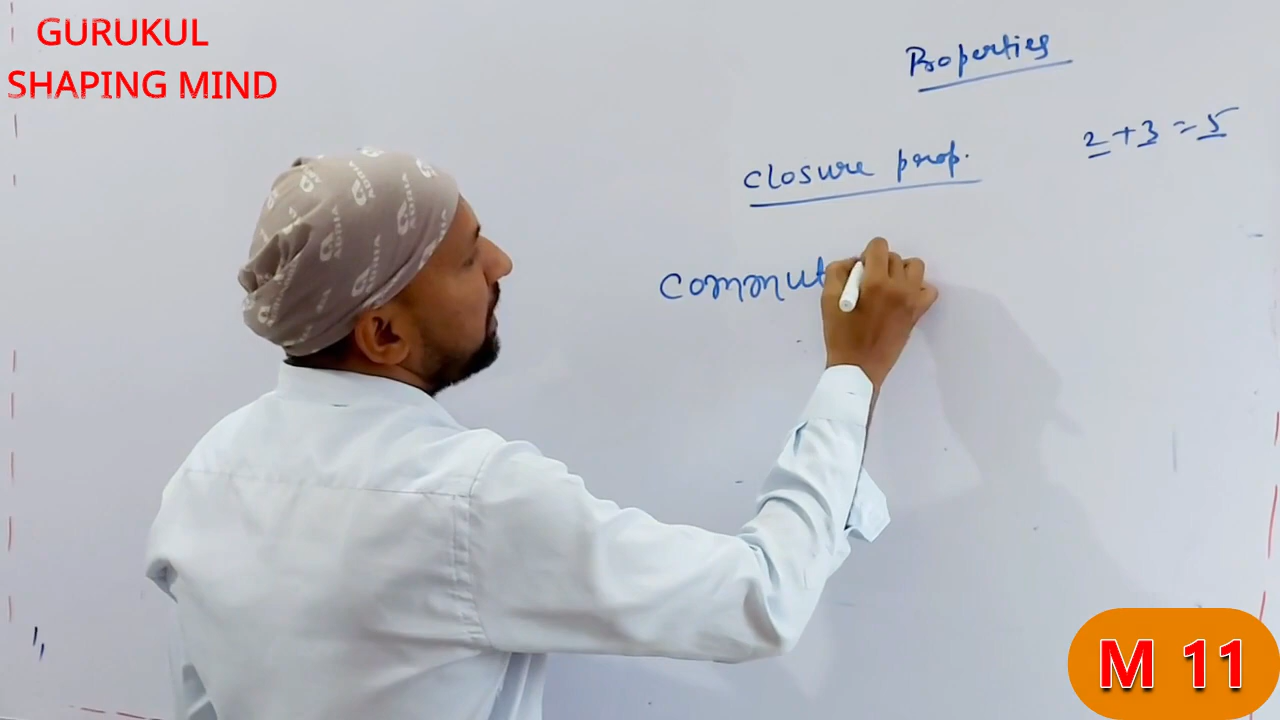 GURUKUL
SHAPING MIND
Properties
closure prop.
2 + 3 = 5
commut
M 11